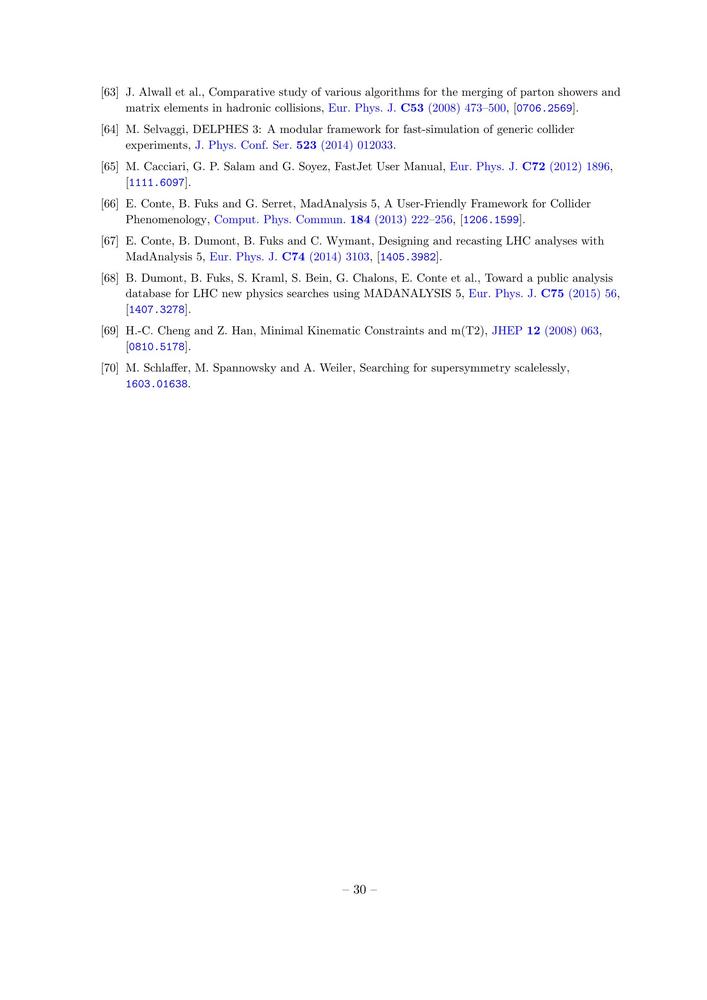 [63] J. Alwall et al., Comparative study of various algorithms for the merging of parton showers and
matrix elements in hadronic collisions, Eur. Phys. J. C53 (2008) 473–500, [0706.2569].
[64] M. Selvaggi, DELPHES 3: A modular framework for fast-simulation of generic collider
experiments, J. Phys. Conf. Ser. 523 (2014) 012033.
[65] M. Cacciari, G. P. Salam and G. Soyez, FastJet User Manual, Eur. Phys. J. C72 (2012) 1896,
[1111.6097].
[66] E. Conte, B. Fuks and G. Serret, MadAnalysis 5, A User-Friendly Framework for Collider
Phenomenology, Comput. Phys. Commun. 184 (2013) 222–256, [1206.1599].
[67] E. Conte, B. Dumont, B. Fuks and C. Wymant, Designing and recasting LHC analyses with
MadAnalysis 5, Eur. Phys. J. C74 (2014) 3103, [1405.3982].
[68] B. Dumont, B. Fuks, S. Kraml, S. Bein, G. Chalons, E. Conte et al., Toward a public analysis
database for LHC new physics searches using MADANALYSIS 5, Eur. Phys. J. C75 (2015) 56,
[1407.3278].
[69] H.-C. Cheng and Z. Han, Minimal Kinematic Constraints and m(T2), JHEP 12 (2008) 063,
[0810.5178].
[70] M. Schlaffer, M. Spannowsky and A. Weiler, Searching for supersymmetry scalelessly,
1603.01638.
– 30 –